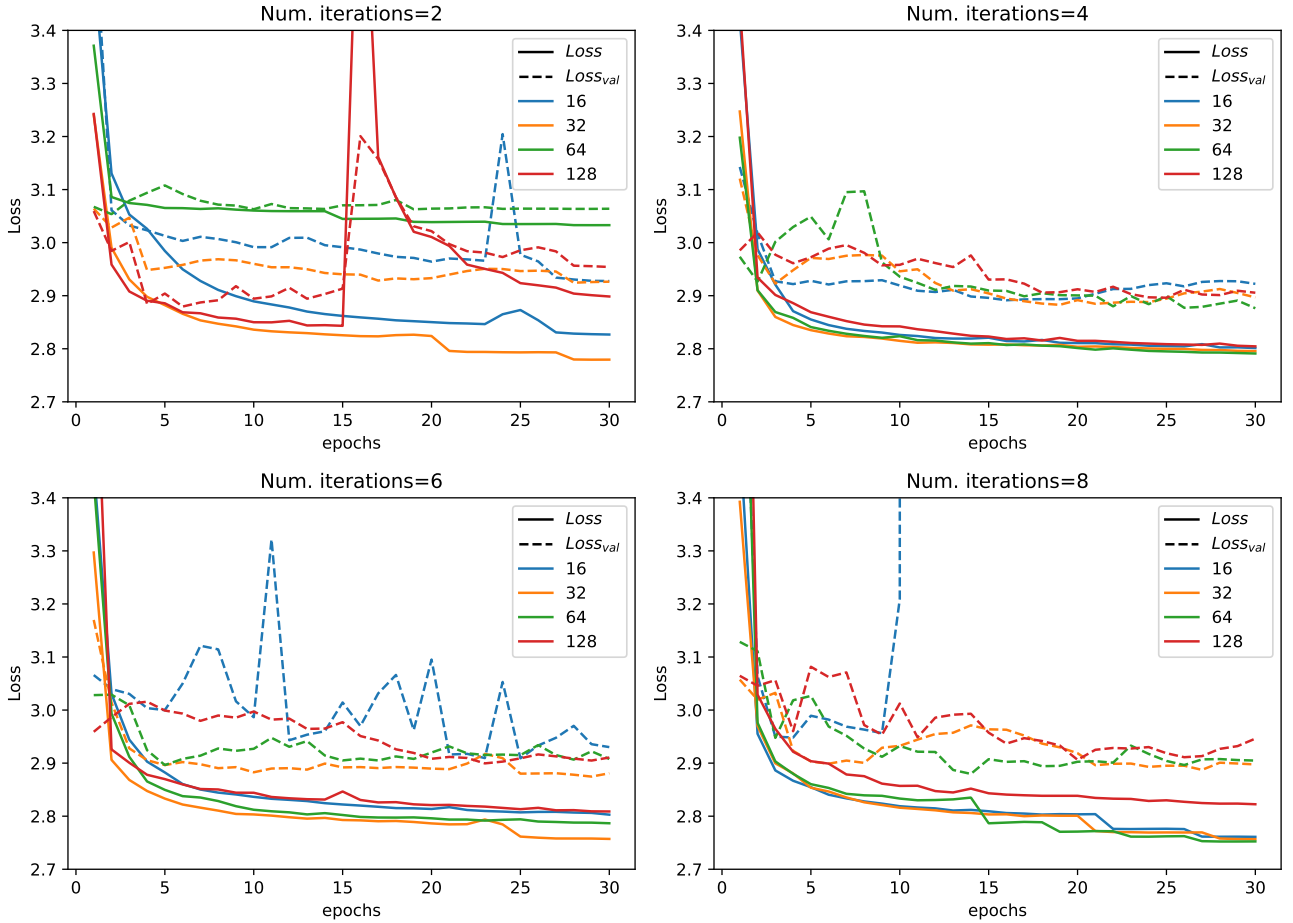 Num. iterations=2
3.4
3.3
3.2
3.1
3.0
2.9
2.8
2.7
Loss
Loss
Loss_val
16
32
64
128
0 5 10 15 20 25 30
epochs
Num. iterations=4
3.4
3.3
3.2
3.1
3.0
2.9
2.8
2.7
Loss
Loss
Loss_val
16
32
64
128
0 5 10 15 20 25 30
epochs
Num. iterations=6
3.4
3.3
3.2
3.1
3.0
2.9
2.8
2.7
Loss
Loss
Loss_val
16
32
64
128
0 5 10 15 20 25 30
epochs
Num. iterations=8
3.4
3.3
3.2
3.1
3.0
2.9
2.8
2.7
Loss
Loss
Loss_val
16
32
64
128
0 5 10 15 20 25 30
epochs